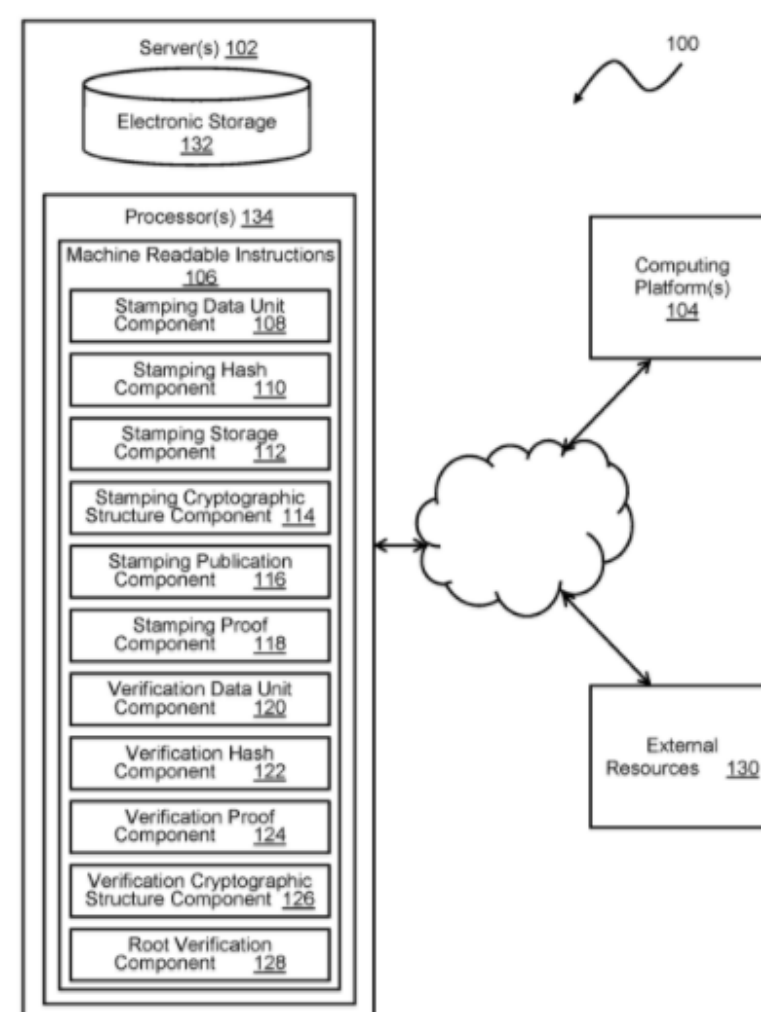 Server(s) 102
100
Electronic Storage
132
Processor(s) 134
Machine Readable Instructions
106
Stamping Data Unit
Component 108
Stamping Hash
Component 110
Stamping Storage
Component 112
Stamping Cryptographic
Structure Component 114
Stamping Publication
Component 116
Stamping Proof
Component 118
Verification Data Unit
Component 120
Verification Hash
Component 122
Verification Proof
Component 124
Verification Cryptographic
Structure Component 126
Root Verification
Component 128
Computing
Platform(s)
104
External
Resources 130